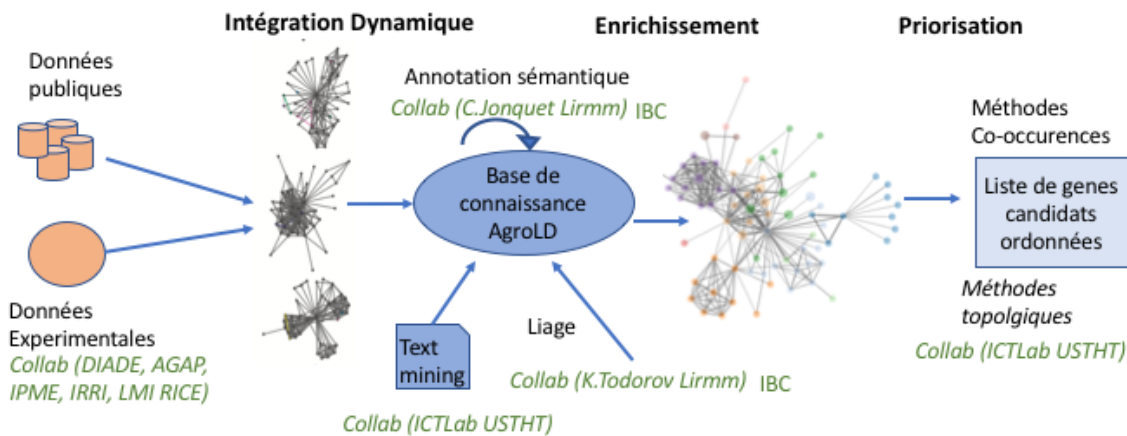 Intégration Dynamique
Enrichissement
Priorisation
Données
publiques
Annotation sémantique
Collab (C.Jonquet Lirmm) IBC
Méthodes
Co-occurences
Base de
connaissance
AgroLD
Liste de genes
candidats
ordonnées
Données
Experimentales
Collab (DIADE, AGAP,
IPME, IRRI, LMI RICE)
Text
mining
Liage
Collab (K.Todorov Lirmm) IBC
Collab (ICTLab USTHT)
Méthodes
topolgiques
Collab (ICTLab USTHT)